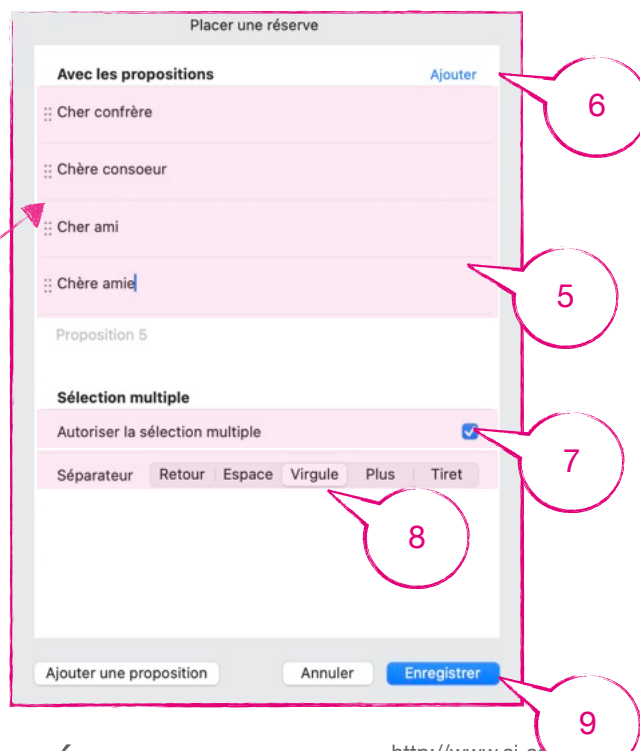 Placer une réserve
Avec les propositions Ajouter
6
Cher confrère
Chère consoeur
Cher ami
Chère amie
5
Proposition 5
Sélection multiple
Autoriser la sélection multiple
7
Séparateur Retour Espace Virgule Plus Tiret
8
Ajouter une proposition Annuler Enregistrer
9